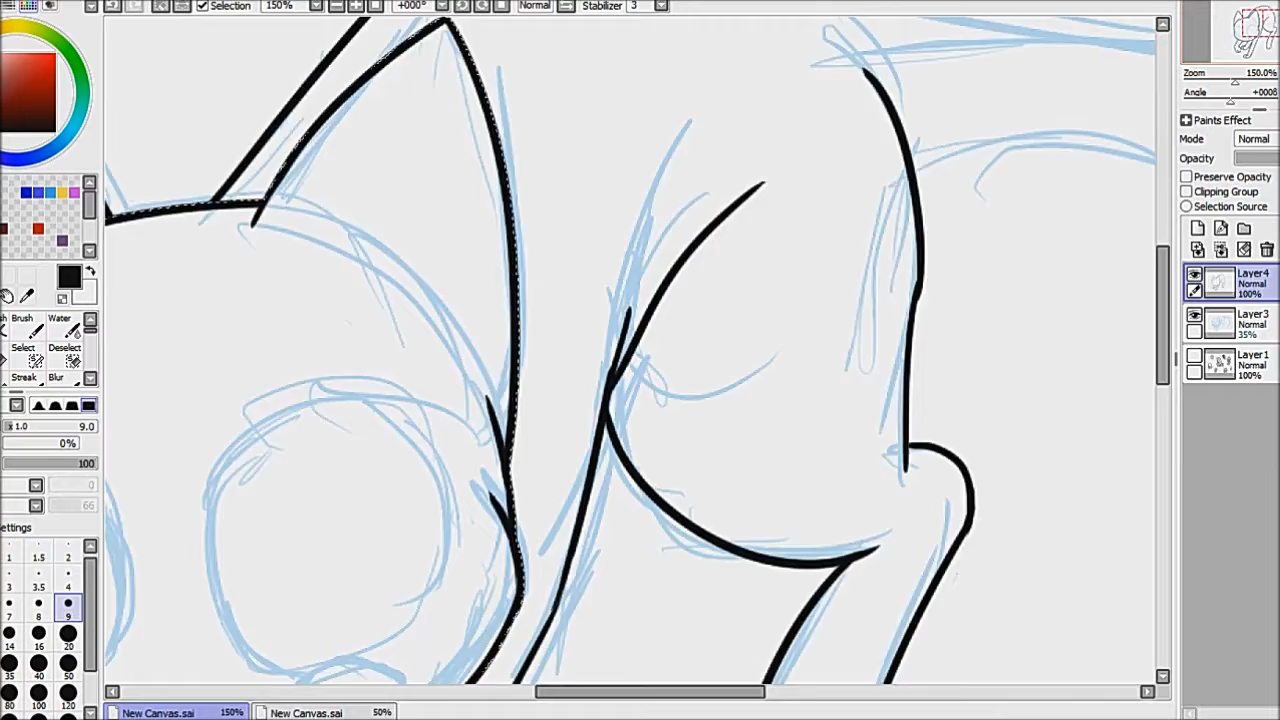 Selection 150% +000° Normal Stabilizer 3
Zoom 150.0%
Angle +000
Paints Effect
Mode Normal
Opacity
Preserve Opacity
Clipping Group
Selection Source
Layer4
Normal
100%
Layer3
Normal
35%
Layer1
Normal
100%
Brush Water
Select Deselect
Streak Blur
1.0 9.0
0%
100
0
66
ettings
1 1.5 2
3 3.5 4
7 8 9
14 16 20
35 40 50
80 100 120
New Canvas.sai 150% New Canvas.sai 50%